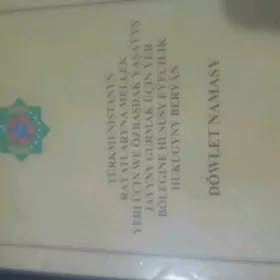 TÜRKMENISTANYŇ
RAÝATLARYNA MELLEK
ÝERI ÜÇIN WE ÖZBAŞDAK ÝAŞAÝYŞ
JAÝYNY GURMAK ÜÇIN ÝER
BÖLEGINE HUSUSY EÝEÇILIK
HUKUGYNY BERÝÄN
DÖWLET NAMASY